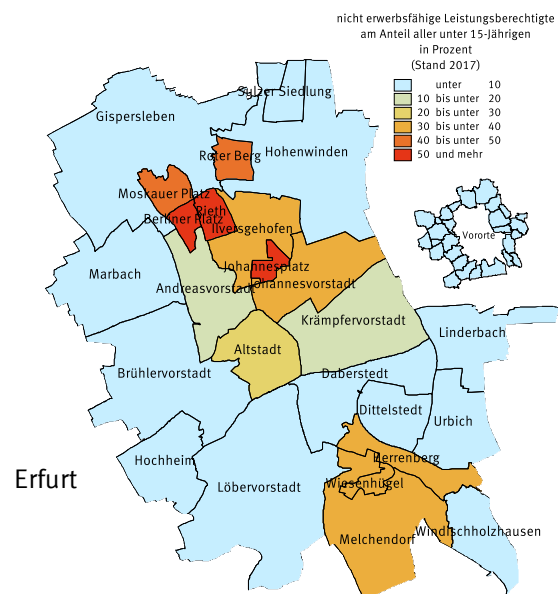 nicht erwerbsfähige Leistungsberechtigte
am Anteil aller unter 15-Jährigen
in Prozent
(Stand 2017)
unter 10
10 bis unter 20
20 bis unter 30
30 bis unter 40
40 bis unter 50
50 und mehr
Sulzer Siedlung
Gispersleben
Roter Berg
Hohenwinden
Moskauer Platz
Rieth
Berliner Platz
Ilversgehofen
Vororte
Johannesplatz
Marbach
Andreasvorstadt
Johannesvorstadt
Krämpfervorstadt
Linderbach
Altstadt
Brühlervorstadt
Daberstedt
Dittelstedt
Urbich
Hochheim
Herrenberg
Erfurt
Löbervorstadt
Wiesenhügel
Melchendorf
Windischholzhausen